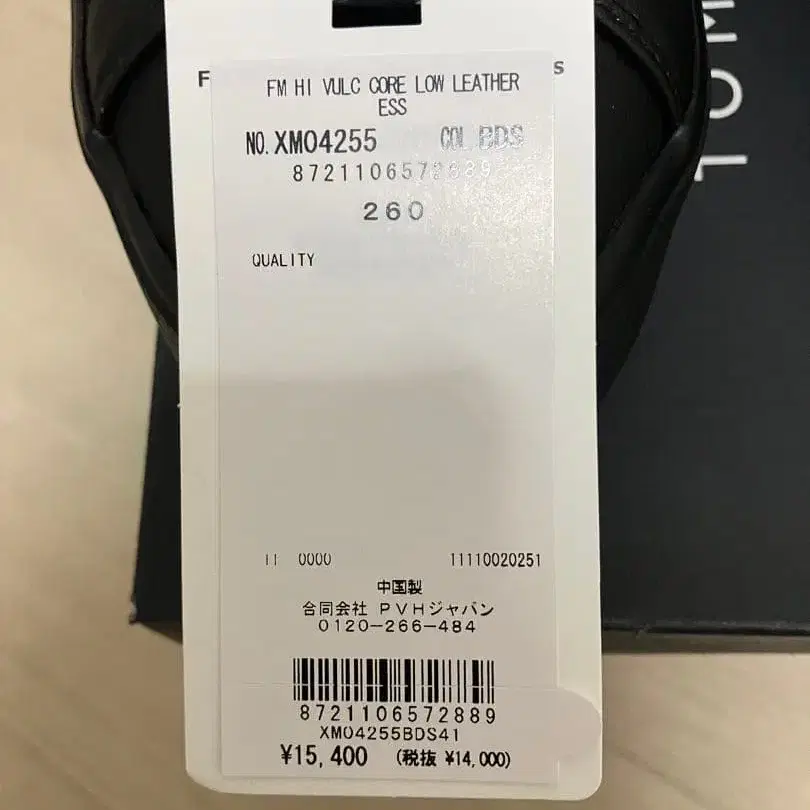 FM HI VULC CORE LOW LEATHER
ESS
NO. XM04255 COL BDS
8721106572889
260
QUALITY
11 0000 11110020251
中国製
合同会社 PVHジャパン
0120-266-484
8721106572889
XM04255BDS41
¥15,400 (税抜 ¥14,000)
TOM